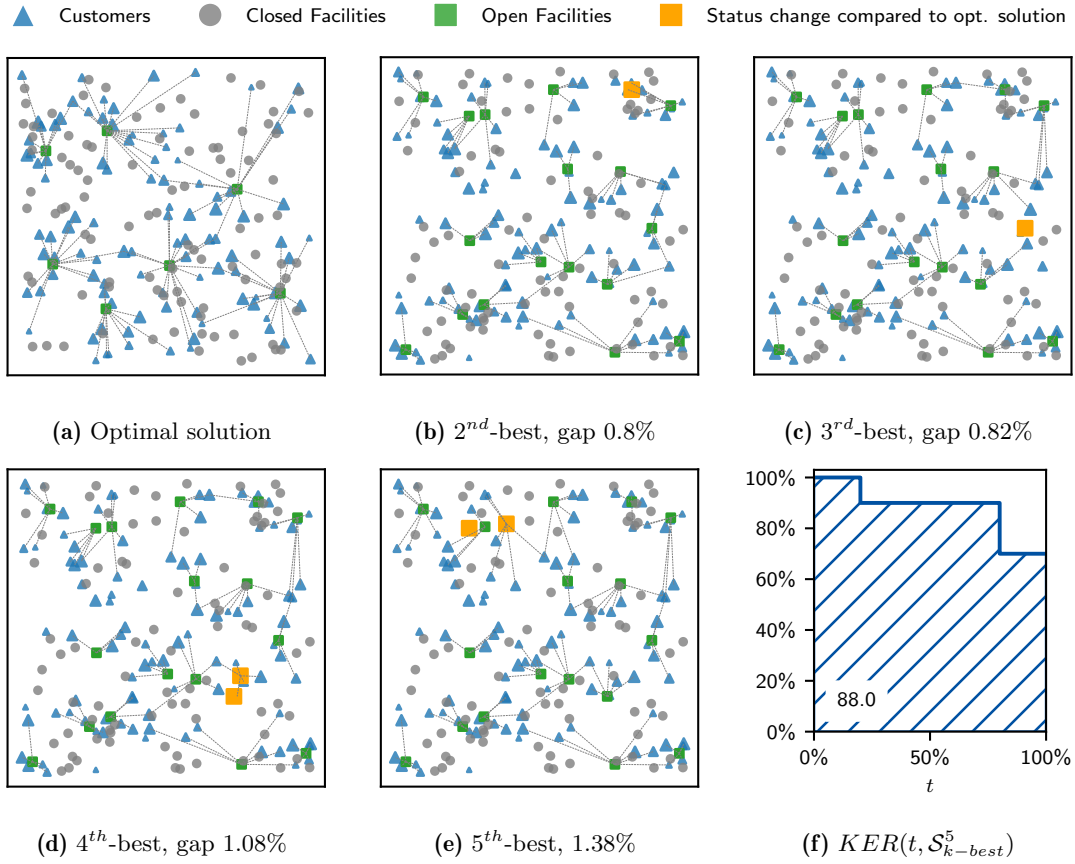 Customers Closed Facilities Open Facilities Status change compared to opt. solution
(a) Optimal solution
(b) 2nd-best, gap 0.8%
(c) 3rd-best, gap 0.82%
100%
80%
60%
40%
20%
0%
88.0
0% 50% 100%
t
(d) 4th-best, gap 1.08%
(e) 5th-best, 1.38%
(f) KER(t, S^5_{k−best})